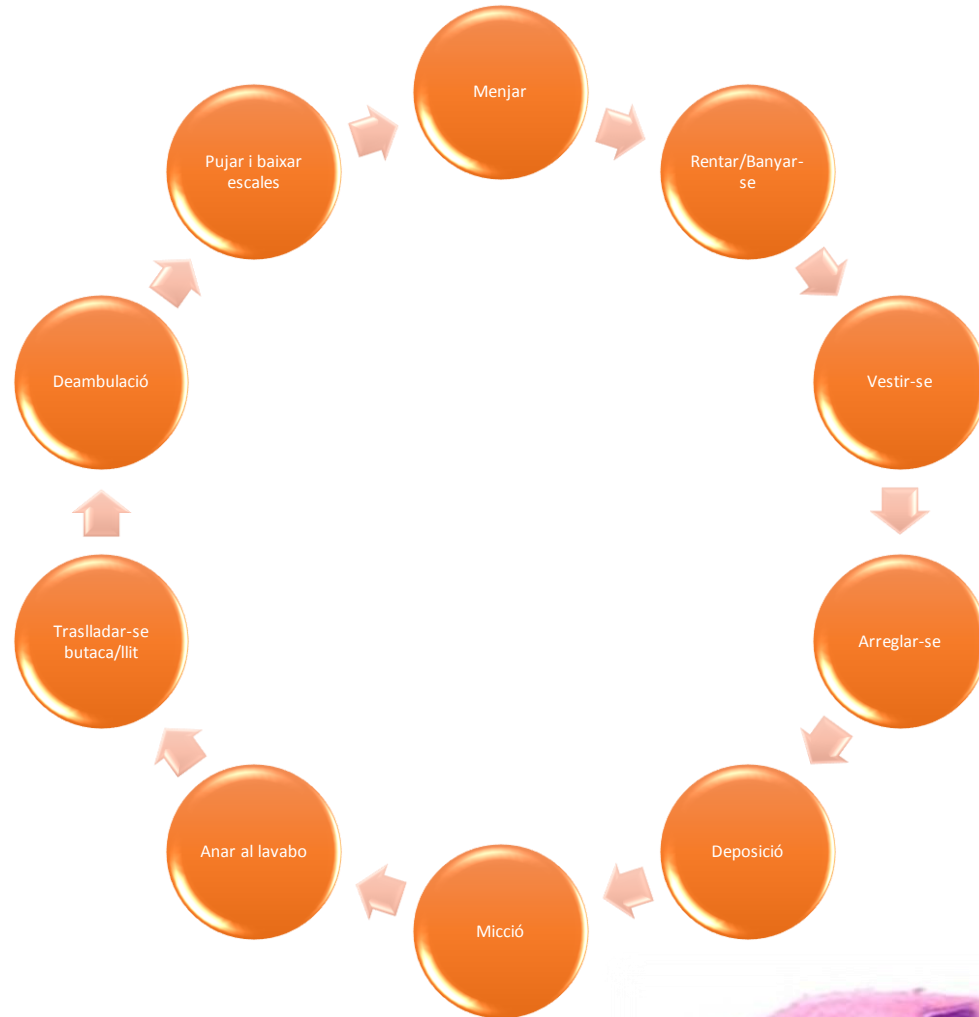 Menjar
Rentar/Banyar-
se
Vestir-se
Arreglar-se
Deposició
Micció
Anar al lavabo
Traslladar-se
butaca/llit
Deambulació
Pujar i baixar
escales